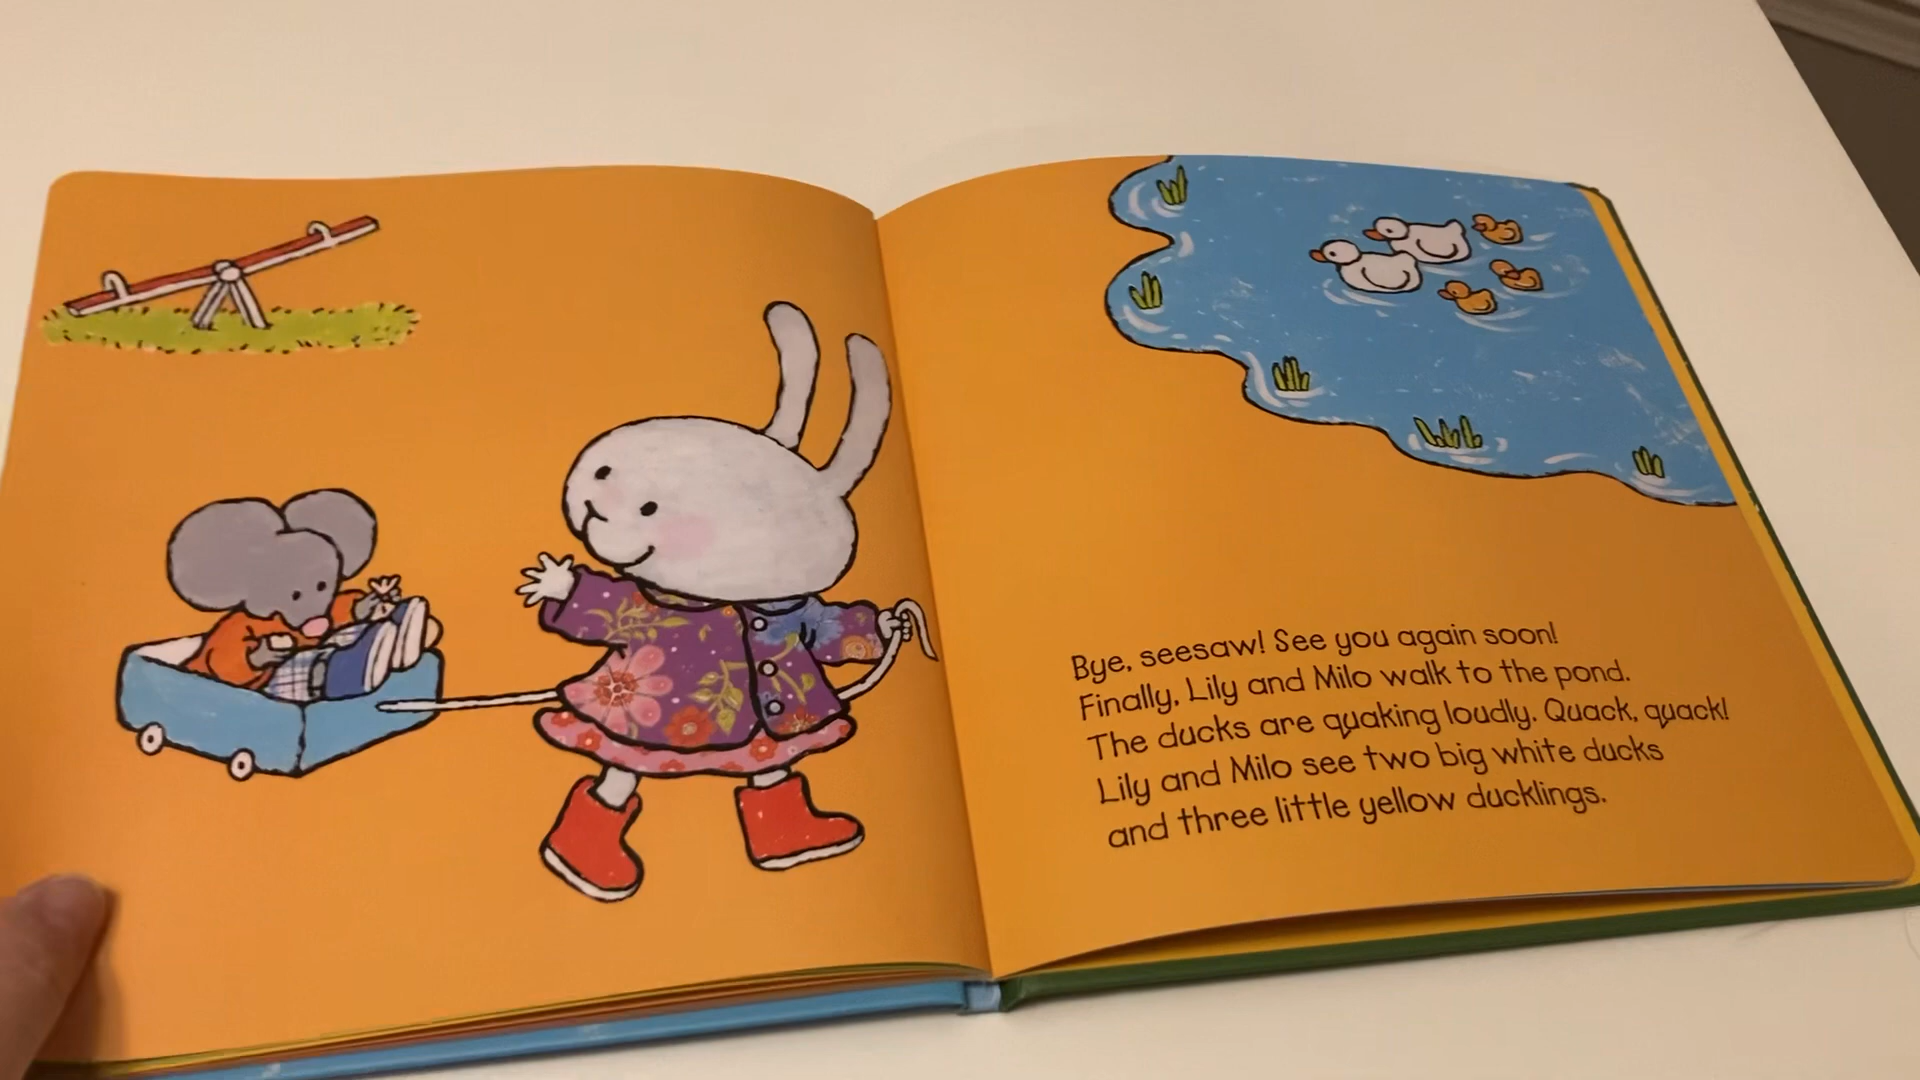 Bye, seesaw! See you again soon!
Finally, Lily and Milo walk to the pond.
The ducks are quaking loudly. Quack, quack!
Lily and Milo see two big white ducks
and three little yellow ducklings.